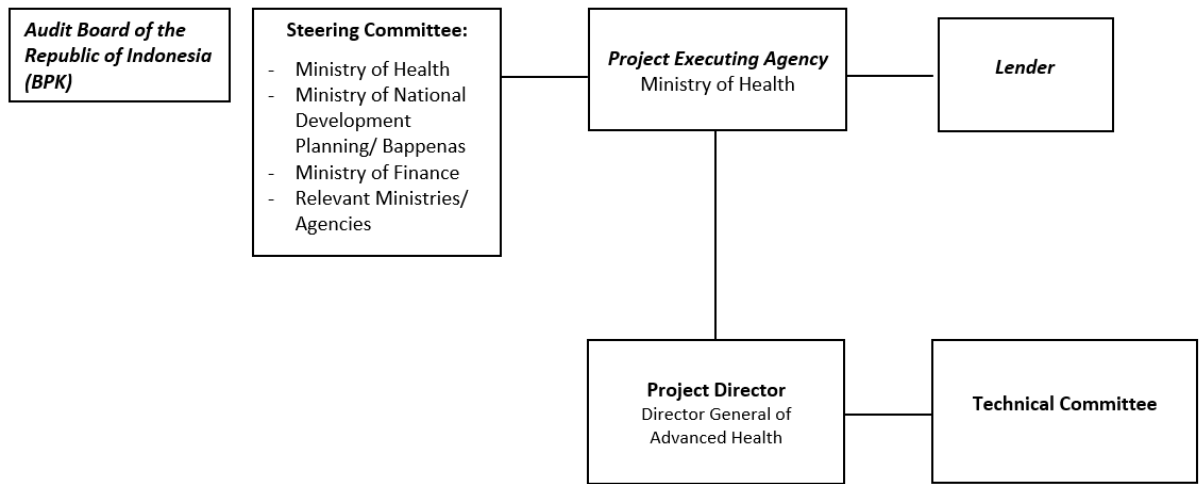 Audit Board of the
Republic of Indonesia
(BPK)
Steering Committee:
- Ministry of Health
- Ministry of National
Development
Planning/ Bappenas
- Ministry of Finance
- Relevant Ministries/
Agencies
Project Executing Agency
Ministry of Health
Lender
Project Director
Director General of
Advanced Health
Technical Committee